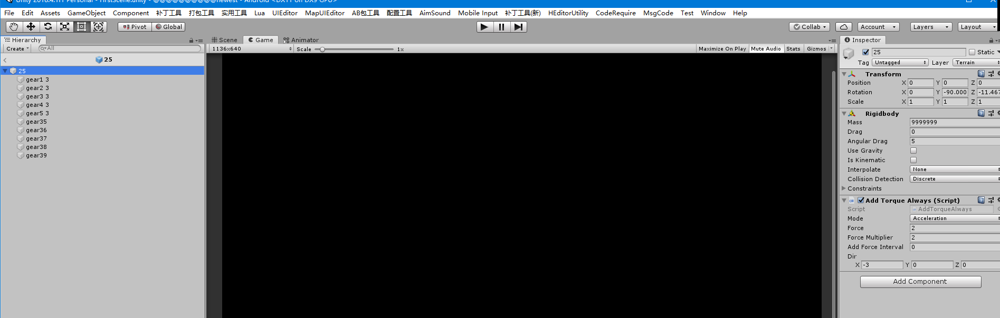 Unity 2018.4.11f1 Personal - FirstScene.unity - @@@@@@@@@@newest - Android <DX11 on DX9 GPU>
File Edit Assets GameObject Component 补丁工具 打包工具 实用工具 Lua UIEditor MapUIEditor AB包工具 配置工具 AimSound Mobile Input 补丁工具(新) HEditorUtility CodeRequire MsgCode Test Window Help
Pivot Global Collab Account Layers Layout
Hierarchy Scene Game Animator Inspector
Create All 1136x640 Scale 1x Maximize On Play Mute Audio Stats Gizmos
25
25
gear1 3
gear2 3
gear3 3
gear4 3
gear5 3
gear35
gear36
gear37
gear38
gear39
25 Static
Tag Untagged Layer Terrain
Transform
Position X 0 Y 0 Z 0
Rotation X 0 Y -90.000 Z -11.467
Scale X 1 Y 1 Z 1
Rigidbody
Mass 9999999
Drag 0
Angular Drag 5
Use Gravity
Is Kinematic
Interpolate None
Collision Detection Discrete
Constraints
Add Torque Always (Script)
Script AddTorqueAlways
Mode Acceleration
Force 2
Force Multiplier 2
Add Force Interval 0
Dir
X -3 Y 0 Z 0
Add Component